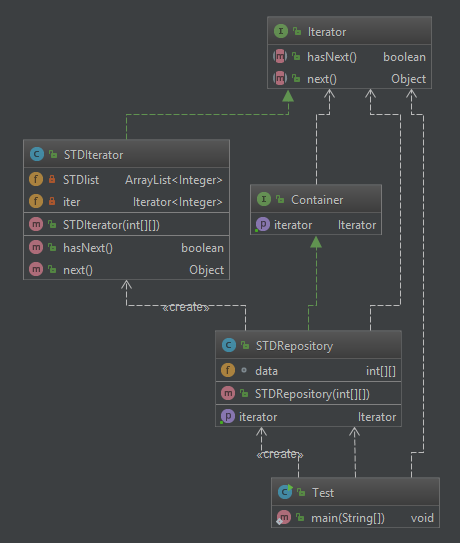 Iterator
hasNext() boolean
next() Object
STDIterator
STDlist ArrayList<Integer>
iter Iterator<Integer>
STDIterator(int[][])
hasNext() boolean
next() Object
Container
iterator Iterator
«create»
STDRepository
data int[][]
STDRepository(int[][])
iterator Iterator
«create»
Test
main(String[]) void